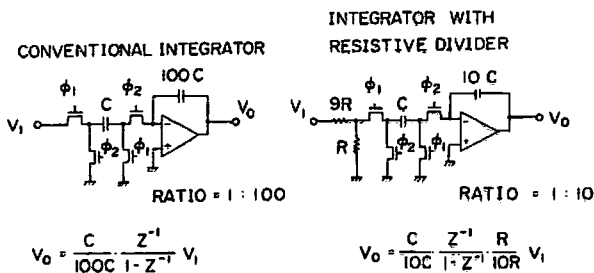 CONVENTIONAL INTEGRATOR
ϕ1 C ϕ2 100C
V1 ϕ2 ϕ1 - + V0
RATIO = 1 : 100
V0 = C/100C · Z^-1/(1 - Z^-1) V1
INTEGRATOR WITH
RESISTIVE DIVIDER
ϕ1 C ϕ2 10C
V1 9R R ϕ2 ϕ1 - + V0
RATIO = 1 : 10
V0 = C/10C · Z^-1/(1 - Z^-1) · R/10R V1